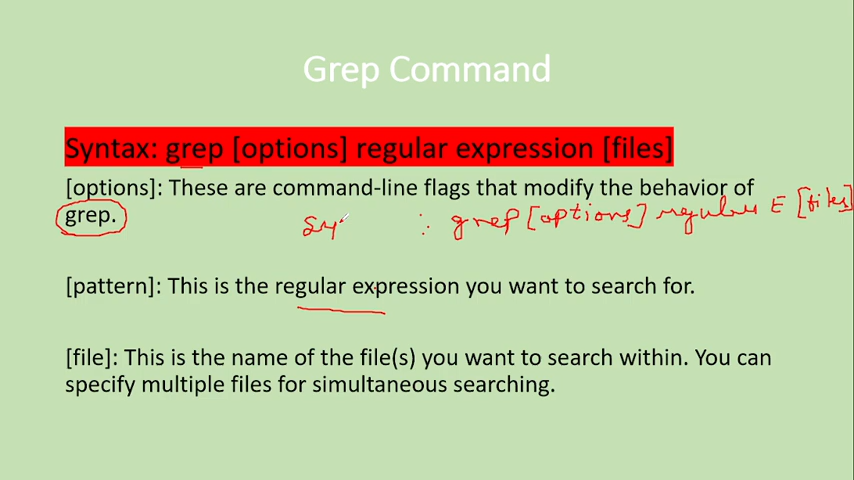 Grep Command
Syntax: grep [options] regular expression [files]
[options]: These are command-line flags that modify the behavior of
grep.
Sy : grep [options] regular E [files]
[pattern]: This is the regular expression you want to search for.
[file]: This is the name of the file(s) you want to search within. You can
specify multiple files for simultaneous searching.